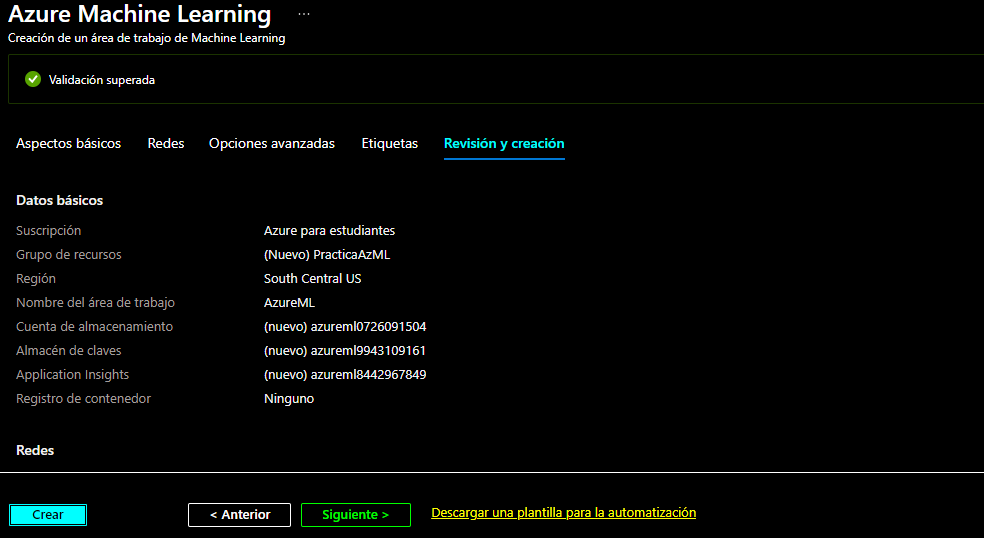 Azure Machine Learning ...
Creación de un área de trabajo de Machine Learning
Validación superada
Aspectos básicos Redes Opciones avanzadas Etiquetas Revisión y creación
Datos básicos
Suscripción Azure para estudiantes
Grupo de recursos (Nuevo) PracticaAzML
Región South Central US
Nombre del área de trabajo AzureML
Cuenta de almacenamiento (nuevo) azureml0726091504
Almacén de claves (nuevo) azureml9943109161
Application Insights (nuevo) azureml8442967849
Registro de contenedor Ninguno
Redes
Crear < Anterior Siguiente > Descargar una plantilla para la automatización